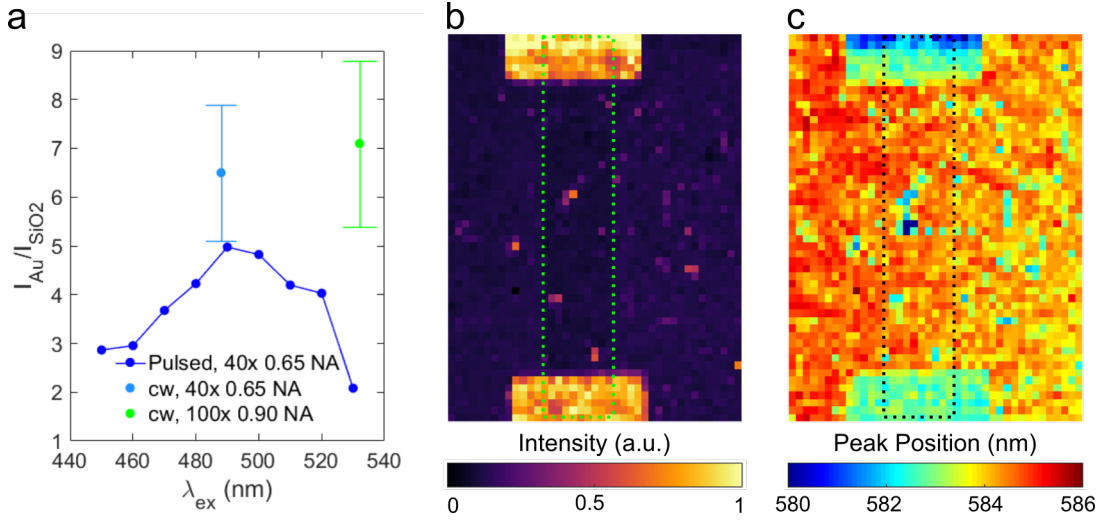 a
9
8
7
6
5
4
3
2
1
I_Au/I_SiO2
Pulsed, 40x 0.65 NA
cw, 40x 0.65 NA
cw, 100x 0.90 NA
440 460 480 500 520 540
λ_ex (nm)
b
Intensity (a.u.)
0 0.5 1
c
Peak Position (nm)
580 582 584 586